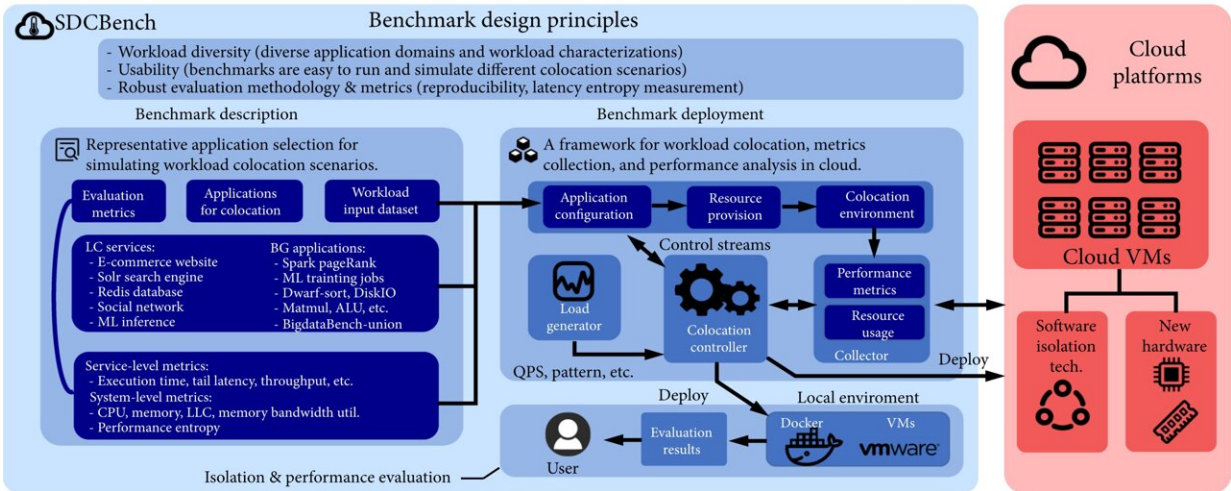 SDCBench
Benchmark design principles
- Workload diversity (diverse application domains and workload characterizations)
- Usability (benchmarks are easy to run and simulate different colocation scenarios)
- Robust evaluation methodology & metrics (reproducibility, latency entropy measurement)
Benchmark description
Representative application selection for
simulating workload colocation scenarios.
Evaluation
metrics
Applications
for colocation
Workload
input dataset
LC services:
- E-commerce website
- Solr search engine
- Redis database
- Social network
- ML inference
BG applications:
- Spark pageRank
- ML trainting jobs
- Dwarf-sort, DiskIO
- Matmul, ALU, etc.
- BigdataBench-union
Service-level metrics:
- Execution time, tail latency, throughput, etc.
System-level metrics:
- CPU, memory, LLC, memory bandwidth util.
- Performance entropy
Benchmark deployment
A framework for workload colocation, metrics
collection, and performance analysis in cloud.
Application
configuration
Resource
provision
Colocation
environment
Control streams
Load
generator
Colocation
controller
Performance
metrics
Resource
usage
Collector
QPS, pattern, etc.
Deploy
Deploy
Local enviroment
User
Evaluation
results
Docker
VMs
vmware
Isolation & performance evaluation
Cloud
platforms
Cloud VMs
Software
isolation
tech.
New
hardware